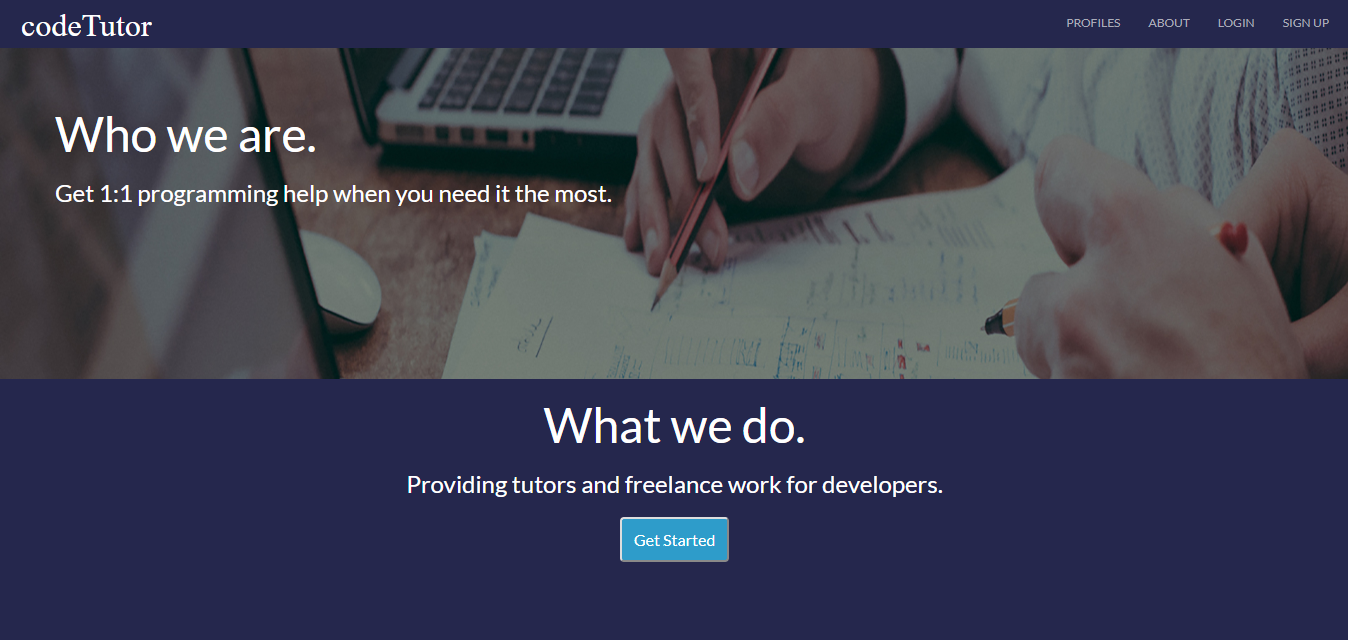 codeTutor
PROFILES ABOUT LOGIN SIGN UP
Who we are.
Get 1:1 programming help when you need it the most.
What we do.
Providing tutors and freelance work for developers.
Get Started